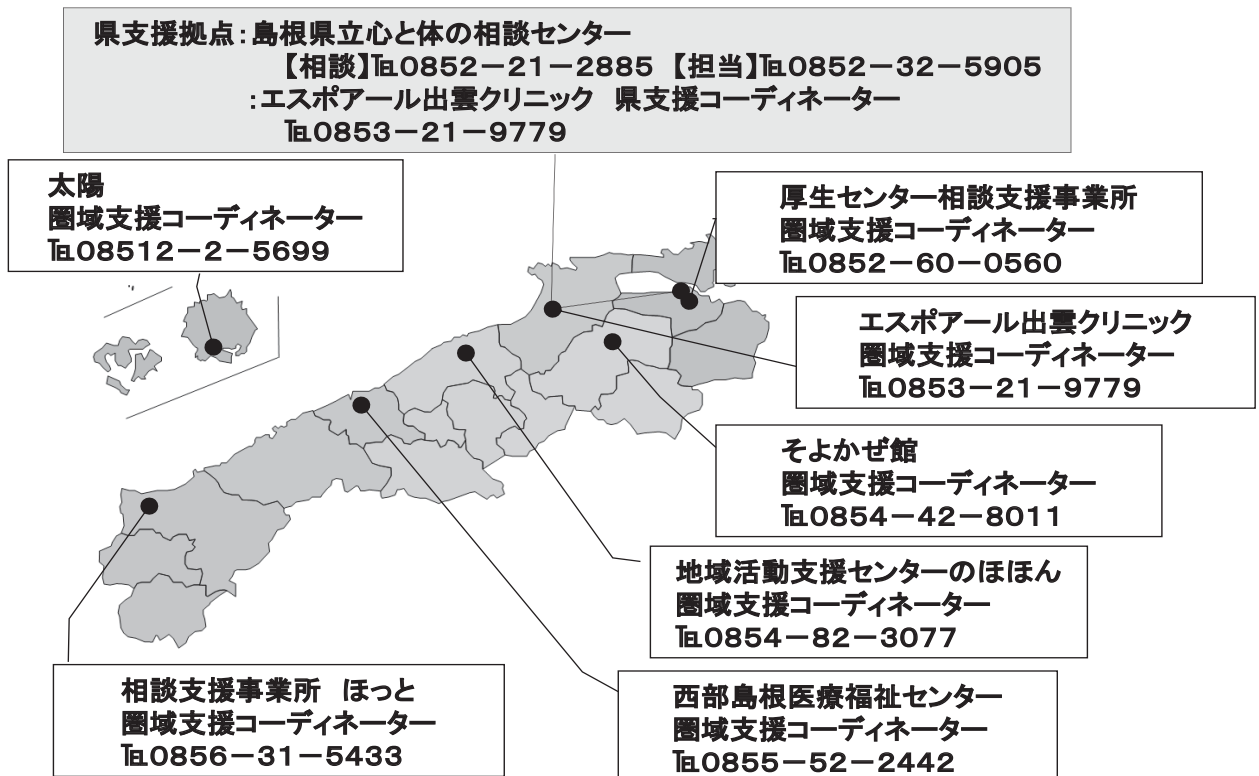 県支援拠点：島根県立心と体の相談センター
【相談】℡0852－21－2885 【担当】℡0852－32－5905
：エスポアール出雲クリニック　県支援コーディネーター
℡0853－21－9779
太陽
圏域支援コーディネーター
℡08512－2－5699
厚生センター相談支援事業所
圏域支援コーディネーター
℡0852－60－0560
エスポアール出雲クリニック
圏域支援コーディネーター
℡0853－21－9779
そよかぜ館
圏域支援コーディネーター
℡0854－42－8011
地域活動支援センターのほほん
圏域支援コーディネーター
℡0854－82－3077
西部島根医療福祉センター
圏域支援コーディネーター
℡0855－52－2442
相談支援事業所　ほっと
圏域支援コーディネーター
℡0856－31－5433